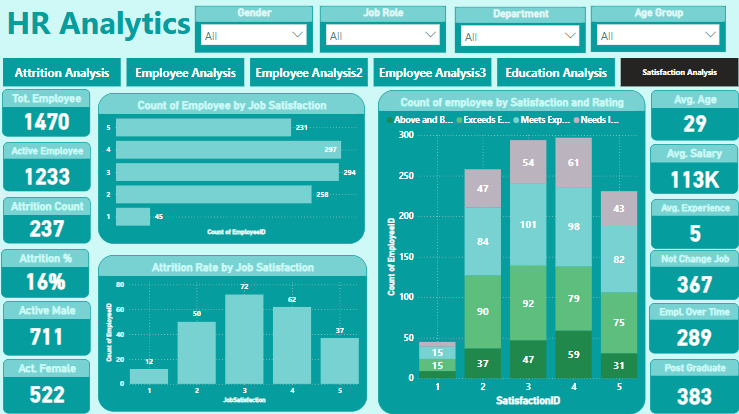 HR Analytics
Gender
All
Job Role
All
Department
All
Age Group
All
Attrition Analysis
Employee Analysis
Employee Analysis2
Employee Analysis3
Education Analysis
Satisfaction Analysis
Tot. Employee
1470
Active Employee
1233
Attrition Count
237
Attrition %
16%
Active Male
711
Act. Female
522
Count of Employee by Job Satisfaction
5
231
4
297
3
294
2
258
1
45
Count of EmployeeID
Attrition Rate by Job Satisfaction
Count of EmployeeID
80
60
40
20
0
12
50
72
62
37
1
2
3
4
5
JobSatisfaction
Count of employee by Satisfaction and Rating
Above and B...
Exceeds E...
Meets Exp...
Needs I...
Count of EmployeeID
300
250
200
150
100
50
0
15
15
47
84
90
37
54
101
92
47
61
98
79
59
43
82
75
31
1
2
3
4
5
SatisfactionID
Avg. Age
29
Avg. Salary
113K
Avg. Experience
5
Not Change Job
367
Empl. Over Time
289
Post Graduate
383